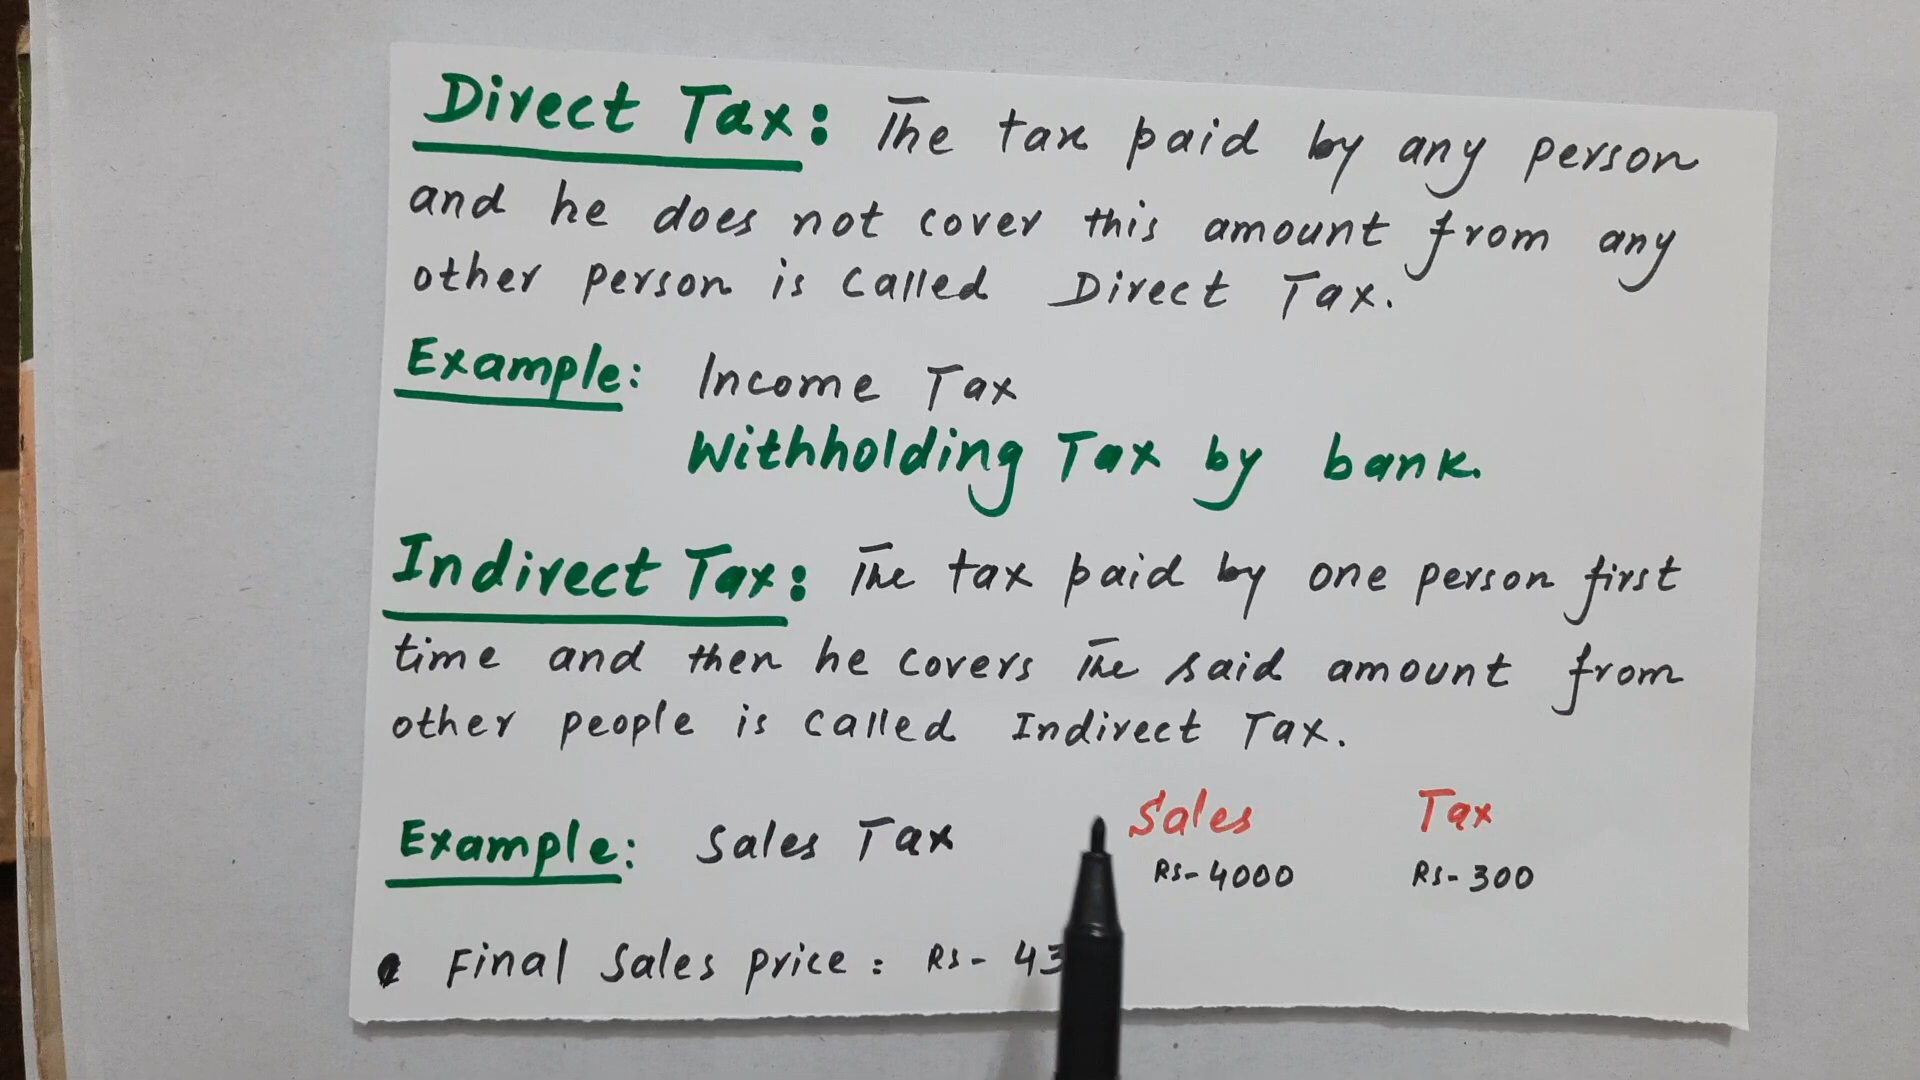 Direct Tax: The tax paid by any person
and he does not cover this amount from any
other person is called Direct Tax.
Example: Income Tax
Withholding Tax by bank.
Indirect Tax: The tax paid by one person first
time and then he covers the said amount from
other people is called Indirect Tax.
Sales Tax
Example: Sales Tax RS- 4000 RS- 300
Final Sales price: RS- 43